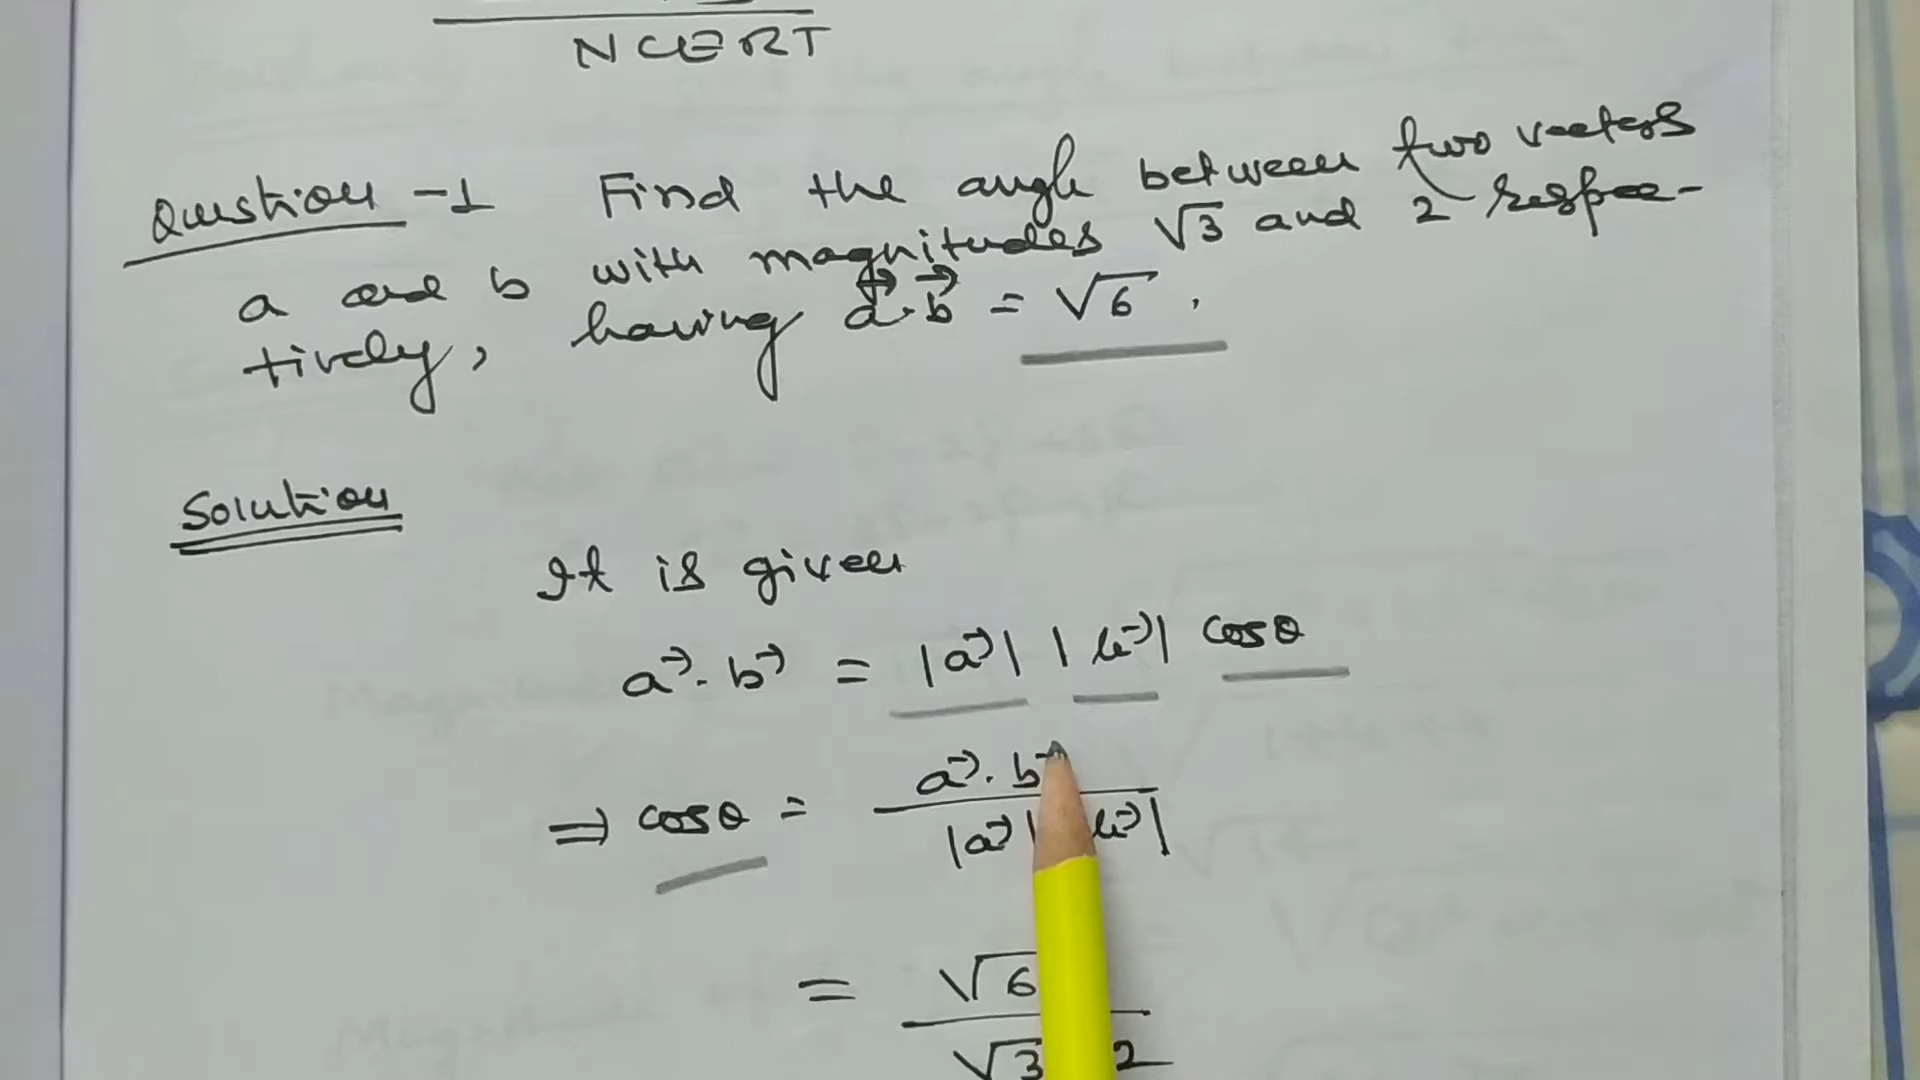 NCERT
Question -1 Find the angle between two vectors
a and b with magnitudes √3 and 2 respec-
tively, having a⃗.b⃗ = √6 .
Solution
It is given
a⃗. b⃗ = |a⃗| |b⃗| cosθ
⇒ cosθ = a⃗. b⃗
|a⃗| |b⃗|
= √6
√3 2